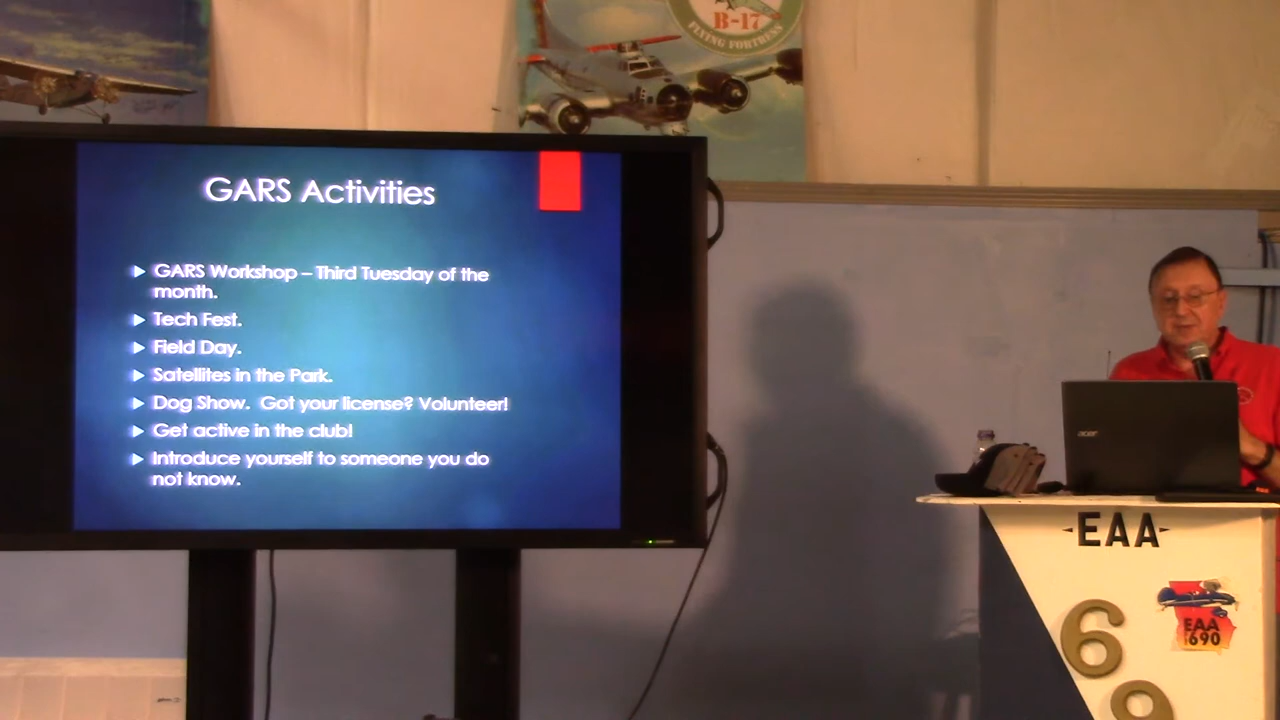 B-17
FLYING FORTRESS
GARS Activities
GARS Workshop – Third Tuesday of the
month.
Tech Fest.
Field Day.
Satellites in the Park.
Dog Show. Got your license? Volunteer!
Get active in the club!
Introduce yourself to someone you do
not know.
acer
EAA
6
9
EAA
690